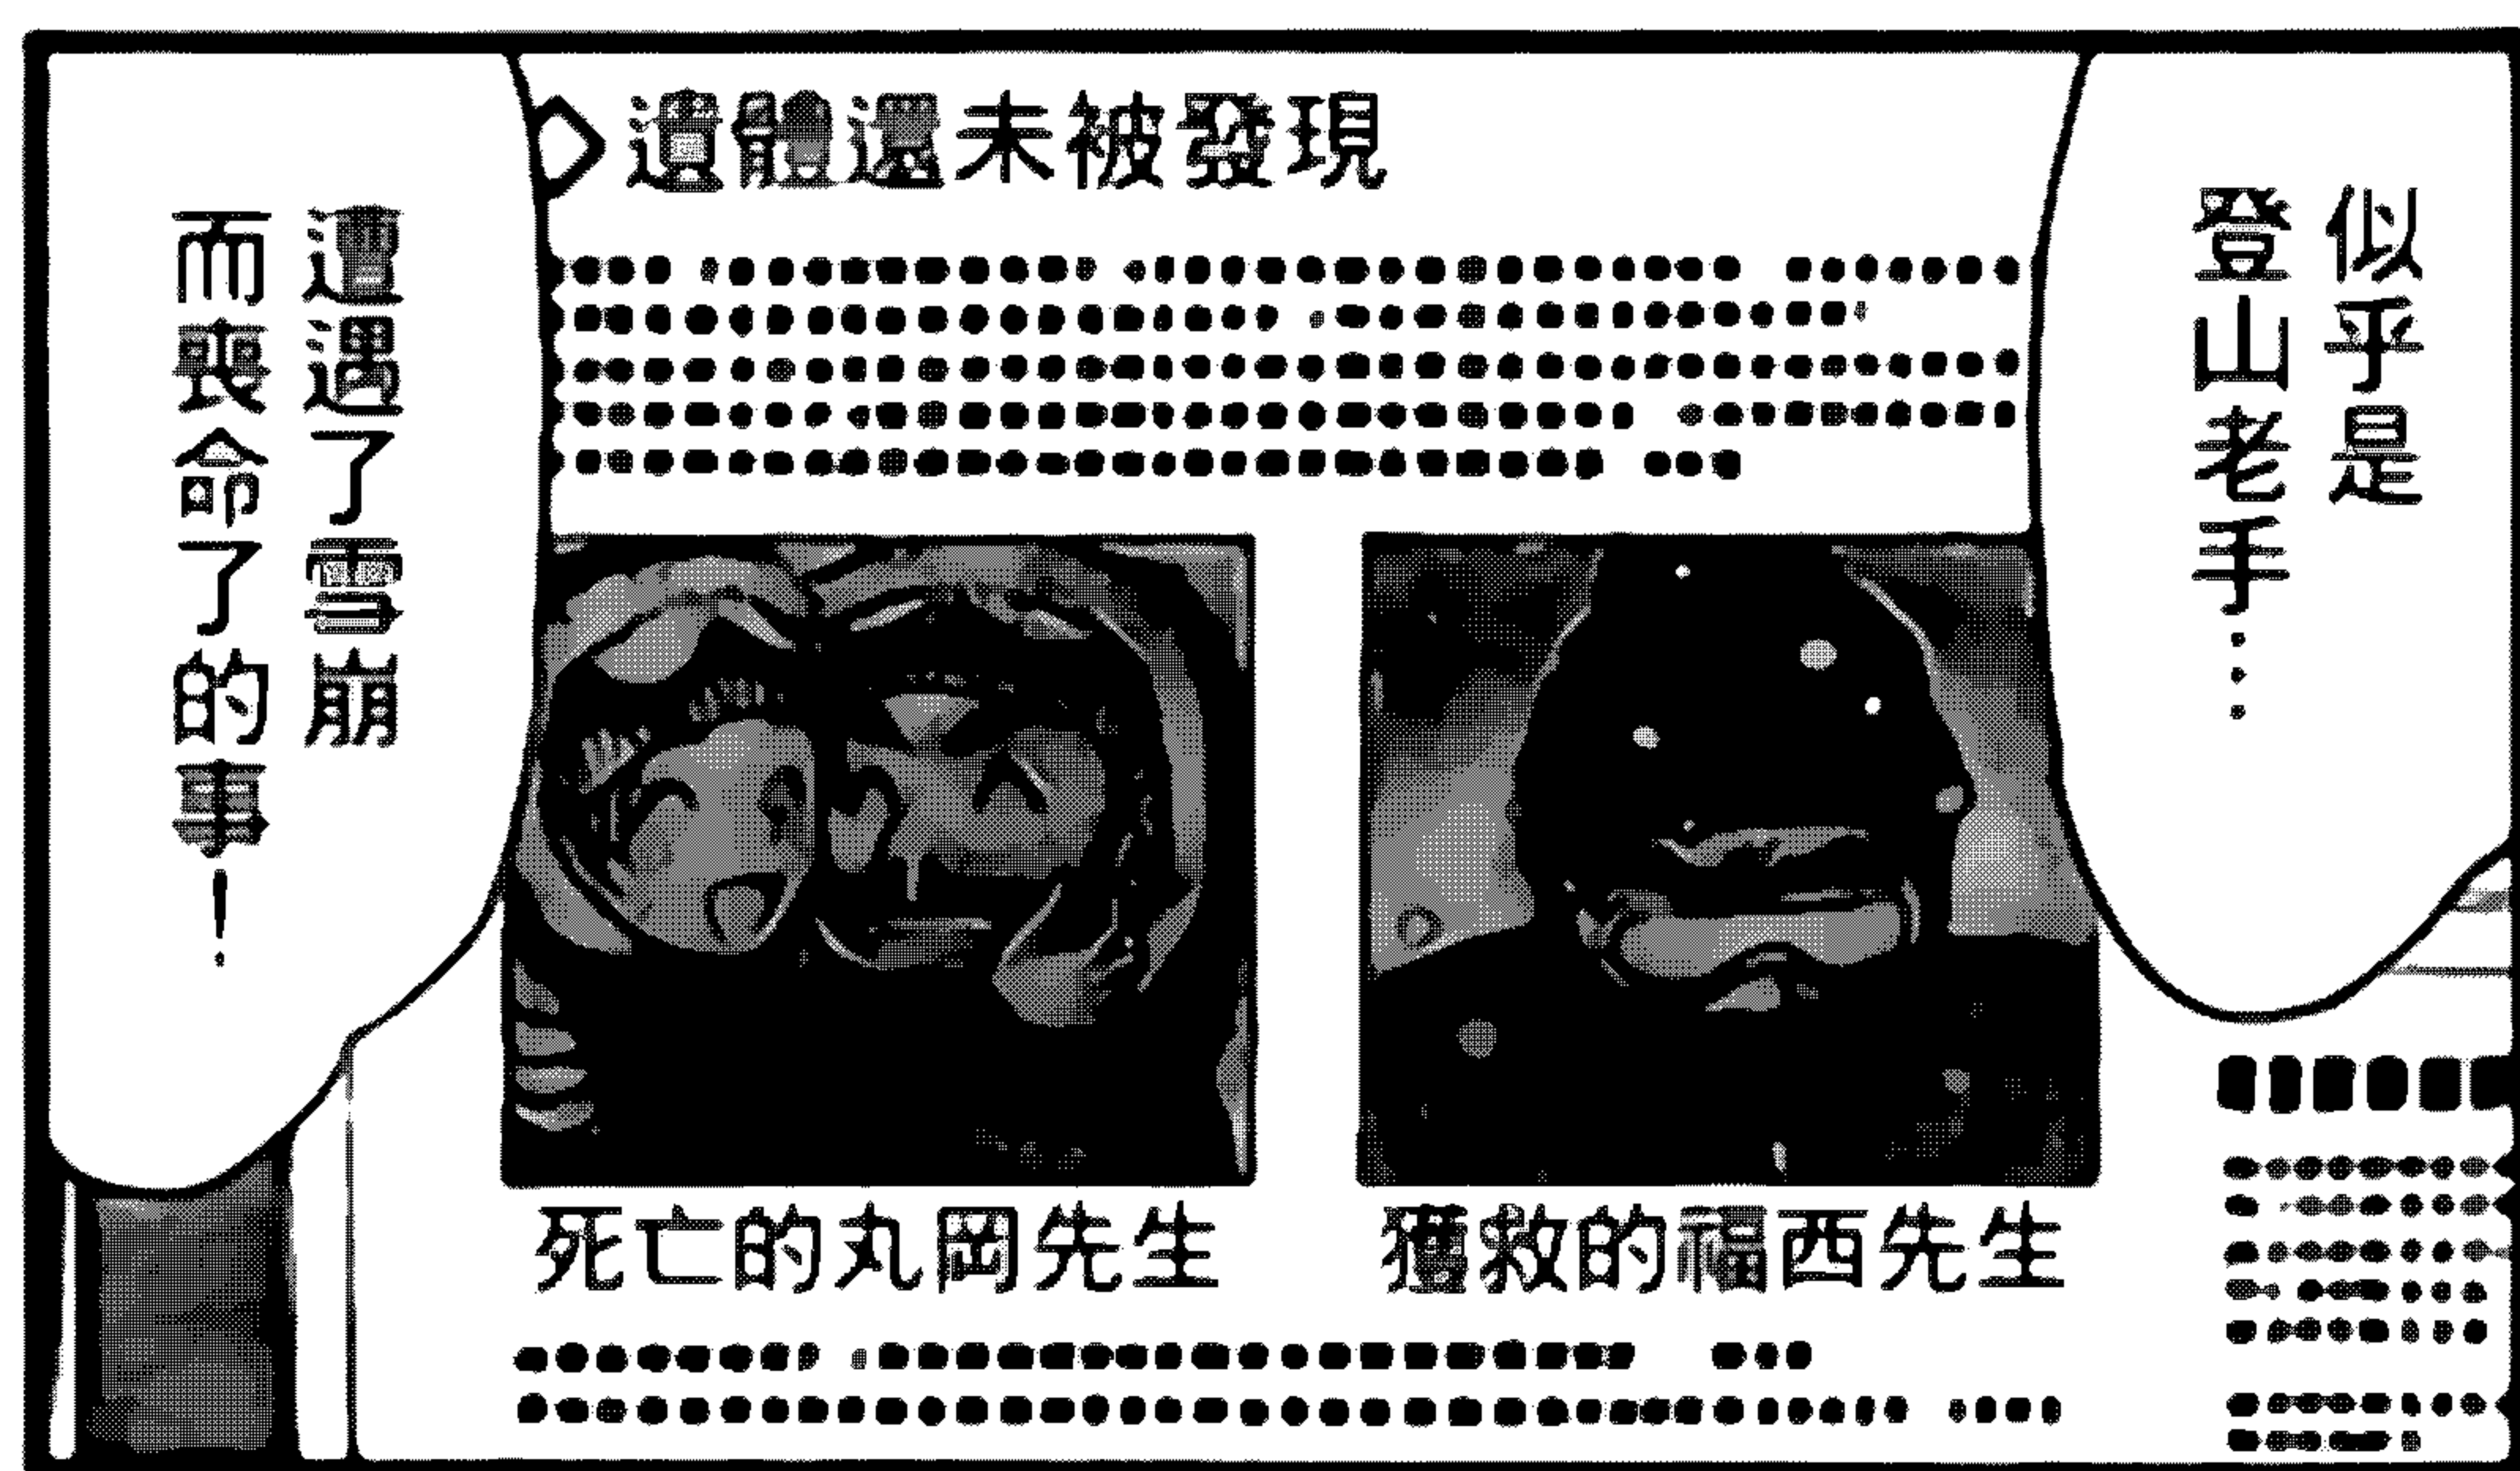 似乎是
登山老手…
遺體還未被發現
死亡的丸岡先生
獲救的福西先生
遭遇了雪崩
而喪命了的事！